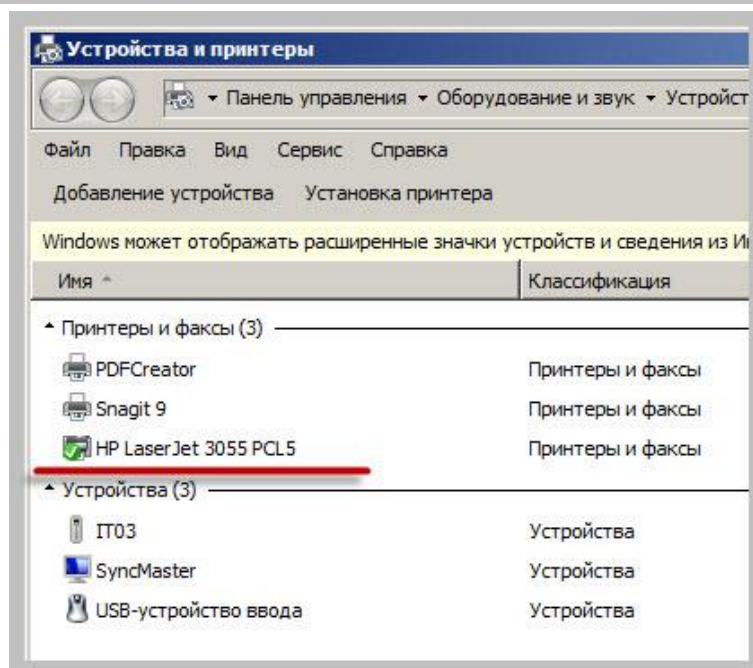 Устройства и принтеры
Панель управления Оборудование и звук Устройст
Файл Правка Вид Сервис Справка
Добавление устройства Установка принтера
Windows может отображать расширенные значки устройств и сведения из И
Имя Классификация
Принтеры и факсы (3)
PDFCreator Принтеры и факсы
Snagit 9 Принтеры и факсы
HP LaserJet 3055 PCL5 Принтеры и факсы
Устройства (3)
IT03 Устройства
SyncMaster Устройства
USB-устройство ввода Устройства